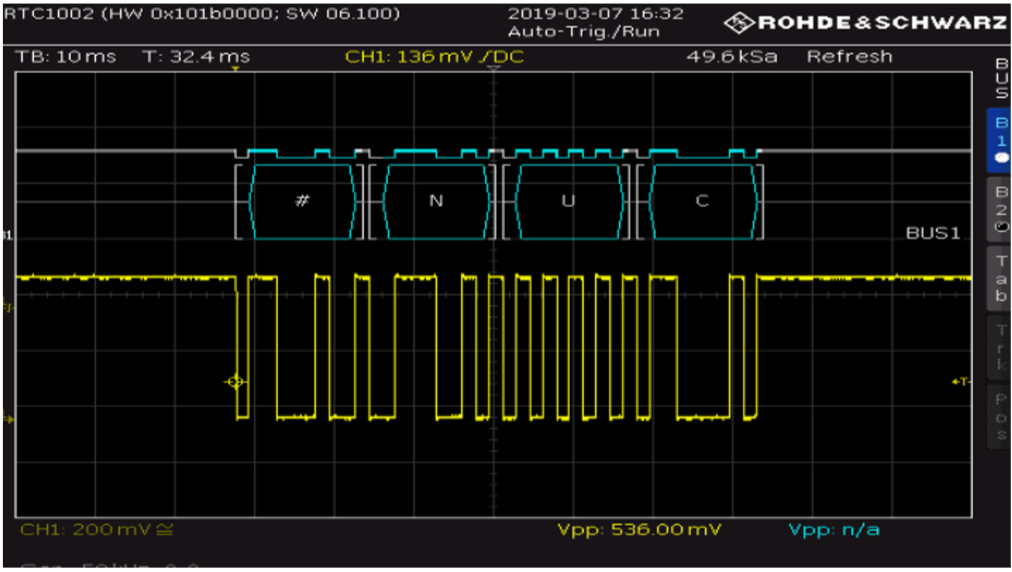 RTC1002 (HW 0x101b0000; SW 06.100)
2019-03-07 16:32
Auto-Trig./Run
ROHDE&SCHWARZ
TB: 10 ms T: 32.4 ms CH1: 136 mV / DC 49.6 kSa Refresh
BUS
B1
B2
Tab
Trk
Pos
# N U C
BUS1
T
CH1: 200 mV ≅ Vpp: 536.00 mV Vpp: n/a